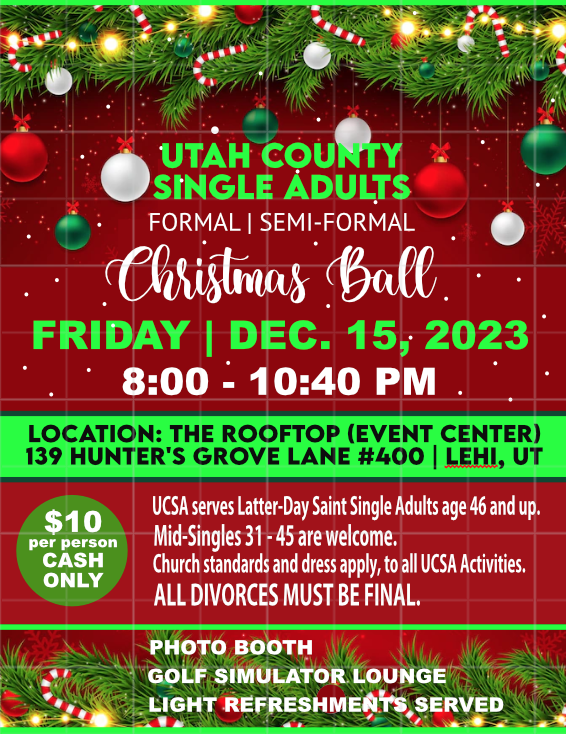 UTAH COUNTY
SINGLE ADULTS
FORMAL | SEMI-FORMAL
Christmas Ball
FRIDAY | DEC. 15, 2023
8:00 - 10:40 PM
LOCATION: THE ROOFTOP (EVENT CENTER)
139 HUNTER'S GROVE LANE #400 | LEHI, UT
$10
per person
CASH
ONLY
UCSA serves Latter-Day Saint Single Adults age 46 and up.
Mid-Singles 31 - 45 are welcome.
Church standards and dress apply, to all UCSA Activities.
ALL DIVORCES MUST BE FINAL.
PHOTO BOOTH
GOLF SIMULATOR LOUNGE
LIGHT REFRESHMENTS SERVED